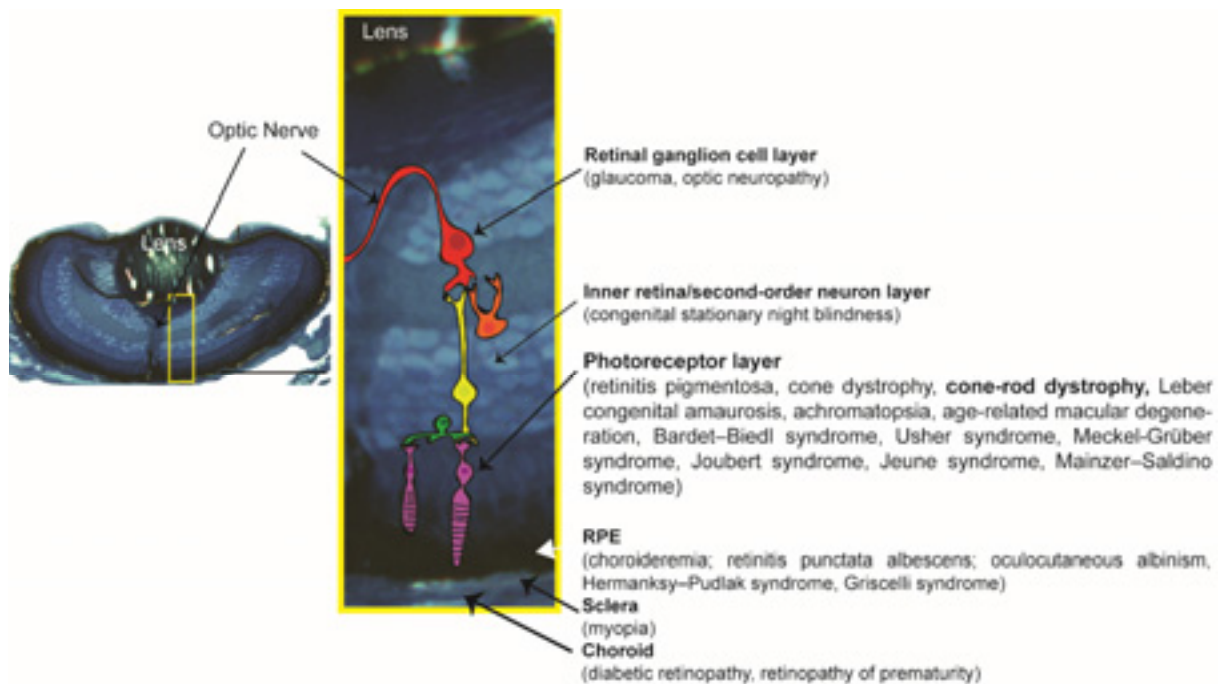 Lens
Optic Nerve
Lens
Retinal ganglion cell layer
(glaucoma, optic neuropathy)
Inner retina/second-order neuron layer
(congenital stationary night blindness)
Photoreceptor layer
(retinitis pigmentosa, cone dystrophy, cone-rod dystrophy, Leber
congenital amaurosis, achromatopsia, age-related macular degene-
ration, Bardet–Biedl syndrome, Usher syndrome, Meckel-Grüber
syndrome, Joubert syndrome, Jeune syndrome, Mainzer–Saldino
syndrome)
RPE
(choroideremia; retinitis punctata albescens; oculocutaneous albinism,
Hermanksy–Pudlak syndrome, Griscelli syndrome)
Sclera
(myopia)
Choroid
(diabetic retinopathy, retinopathy of prematurity)